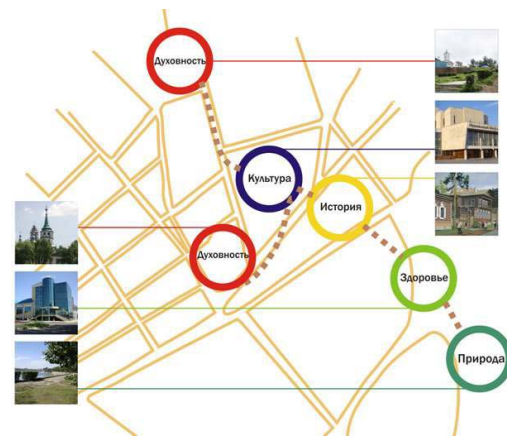 Духовность
Культура
История
Духовность
Здоровье
Природа